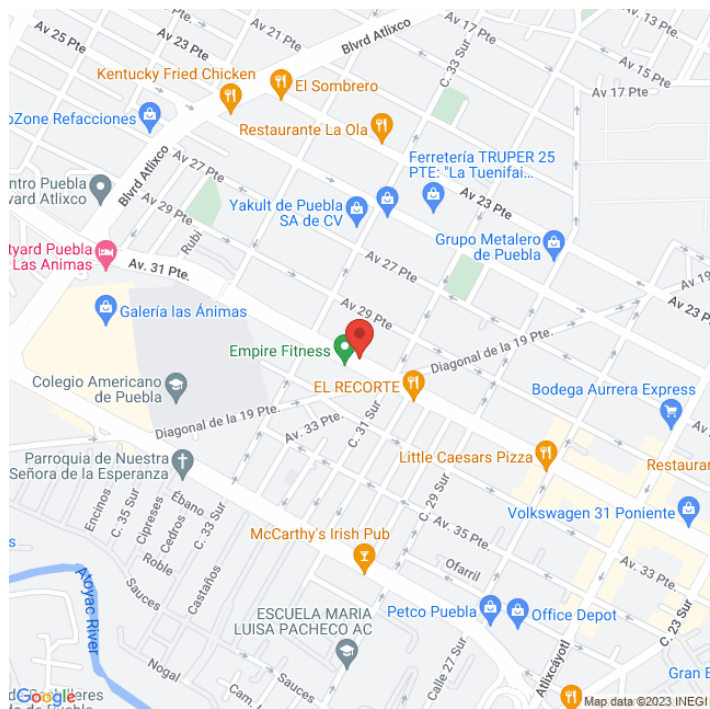 Av 25 Pte
Av 23 Pte
Av 21 Pte
Blvrd Atlixco
Av 17 Pte
C. 33 Sur
Av. 13 Pte.
Av 15 Pte
Av 17 Pte
Kentucky Fried Chicken
El Sombrero
oZone Refacciones
Restaurante La Ola
Ferretería TRUPER 25
PTE: "La Tuenifai...
Av 27 Pte
Blvrd Atlixco
ntro Puebla
vard Atlixco
Av 29 Pte
Yakult de Puebla
SA de CV
Av 23 Pte
Rubi
tyard Puebla
Las Animas
Av. 31 Pte.
Grupo Metalero
de Puebla
Av 27 Pte
Av 19
Av 23 Pte
Galería las Ánimas
Av 29 Pte
Empire Fitness
Diagonal de la 19 Pte.
Colegio Americano
de Puebla
EL RECORTE
Bodega Aurrera Express
Diagonal de la 19 Pte.
Av. 33 Pte.
C. 31 Sur
Av.
Parroquia de Nuestra
Señora de la Esperanza
Little Caesars Pizza
Restauran
Encinos
C. 35 Sur
Cipreses
Ébano
Cedros
C. 33 Sur
C. 29 Sur
Volkswagen 31 Poniente
McCarthy's Irish Pub
Av. 35 Pte.
s
Roble
Castaños
Sauces
Ofarril
Av. 33 Pte.
Atoyac River
ESCUELA MARIA
LUISA PACHECO AC
Petco Puebla
Office Depot
C. 23 Sur
Calle 27 Sur
Atlixcáyotl
Nogal
Sauces
Cam.
Gran B
Google
Map data ©2023 INEGI